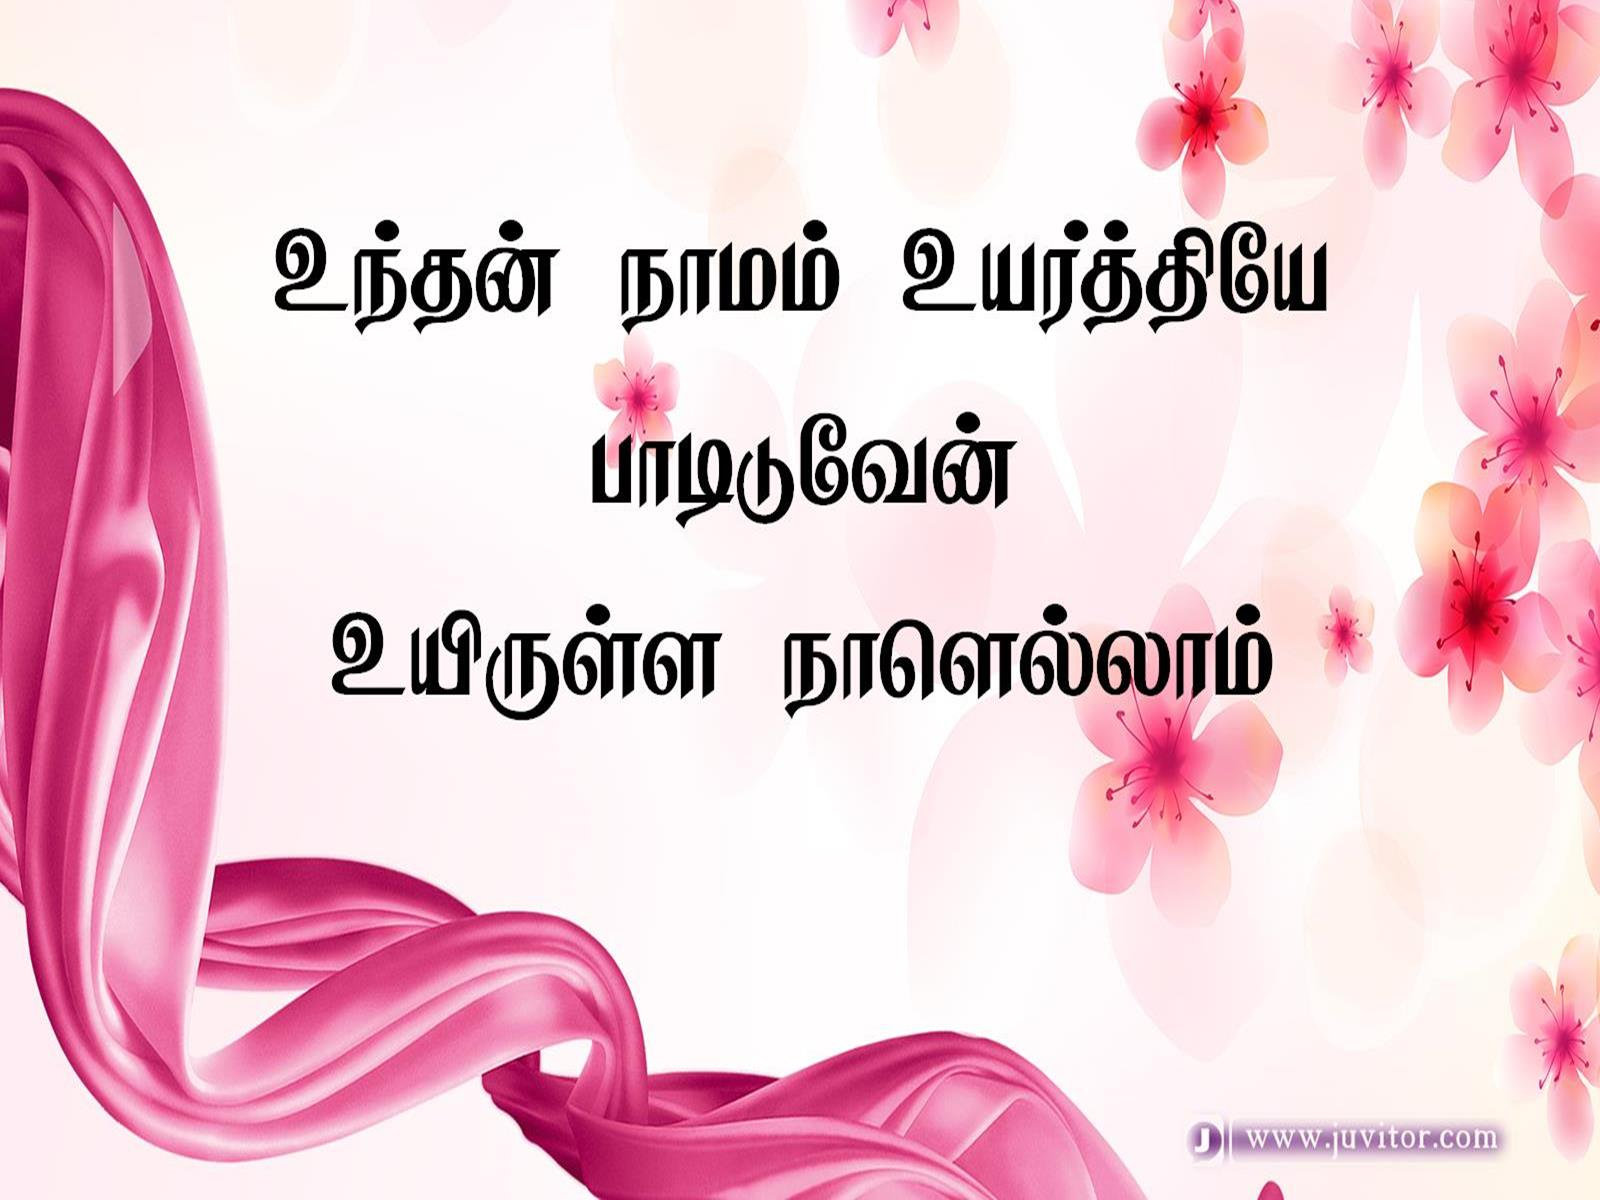 உந்தன் நாமம் உயர்த்தியே
பாடிடுவேன்
உயிருள்ள நாளெல்லாம்
J www.juvitor.com